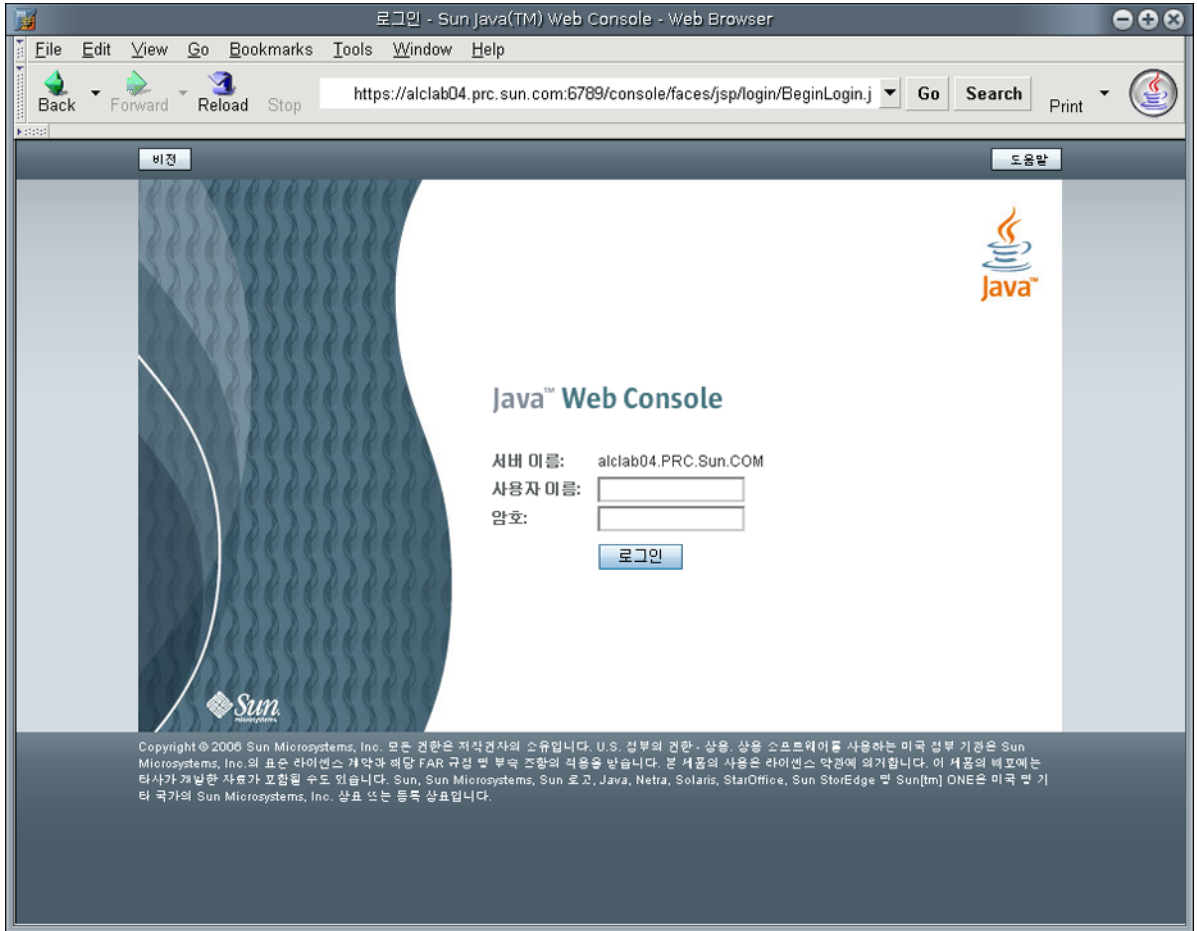 로그인 - Sun Java(TM) Web Console - Web Browser
File Edit View Go Bookmarks Tools Window Help
Back Forward Reload Stop https://alclab04.prc.sun.com:6789/console/faces/jsp/login/BeginLogin.j Go Search Print
비전 도움말
Java™
Java™ Web Console
서버 이름: alclab04.PRC.Sun.COM
사용자 이름:
암호:
로그인
Sun
microsystems
Copyright © 2006 Sun Microsystems, Inc. 모든 권한은 저작권자의 소유입니다. U.S. 정부의 권한 - 상용. 상용 소프트웨어를 사용하는 미국 정부 기관은 Sun
Microsystems, Inc.의 표준 라이센스 계약과 해당 FAR 규정 및 부속 조항의 적용을 받습니다. 본 제품의 사용은 라이센스 약관에 의거합니다. 이 제품의 배포에는
타사가 개발한 자료가 포함될 수도 있습니다. Sun, Sun Microsystems, Sun 로고, Java, Netra, Solaris, StarOffice, Sun StorEdge 및 Sun[tm] ONE은 미국 및 기
타 국가의 Sun Microsystems, Inc. 상표 또는 등록 상표입니다.